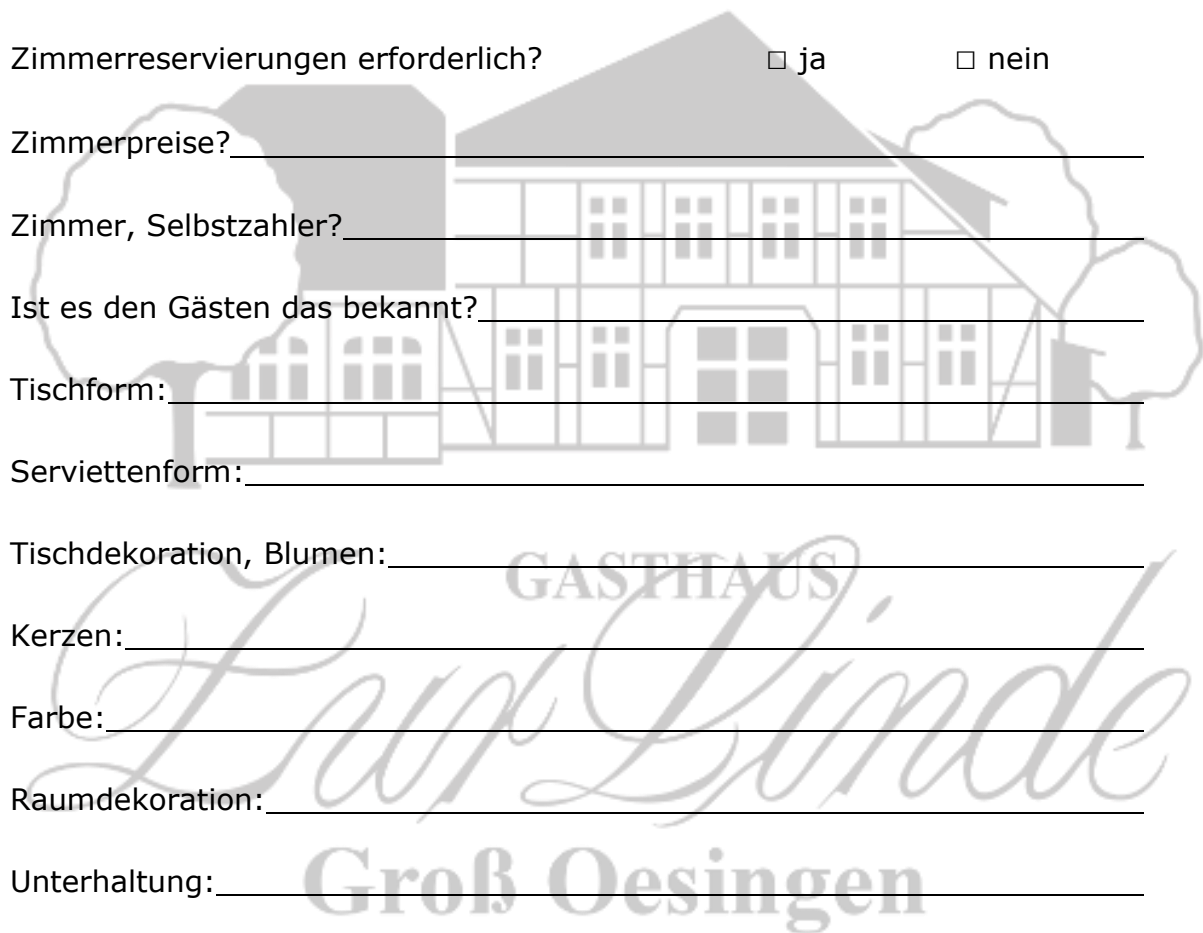 Zimmerreservierungen erforderlich? □ ja □ nein
Zimmerpreise?
Zimmer, Selbstzahler?
Ist es den Gästen das bekannt?
Tischform:
Serviettenform:
Tischdekoration, Blumen:
GASTHAUS
Kerzen:
Zur Linde
Farbe:
Raumdekoration:
Unterhaltung:
Groß Oesingen